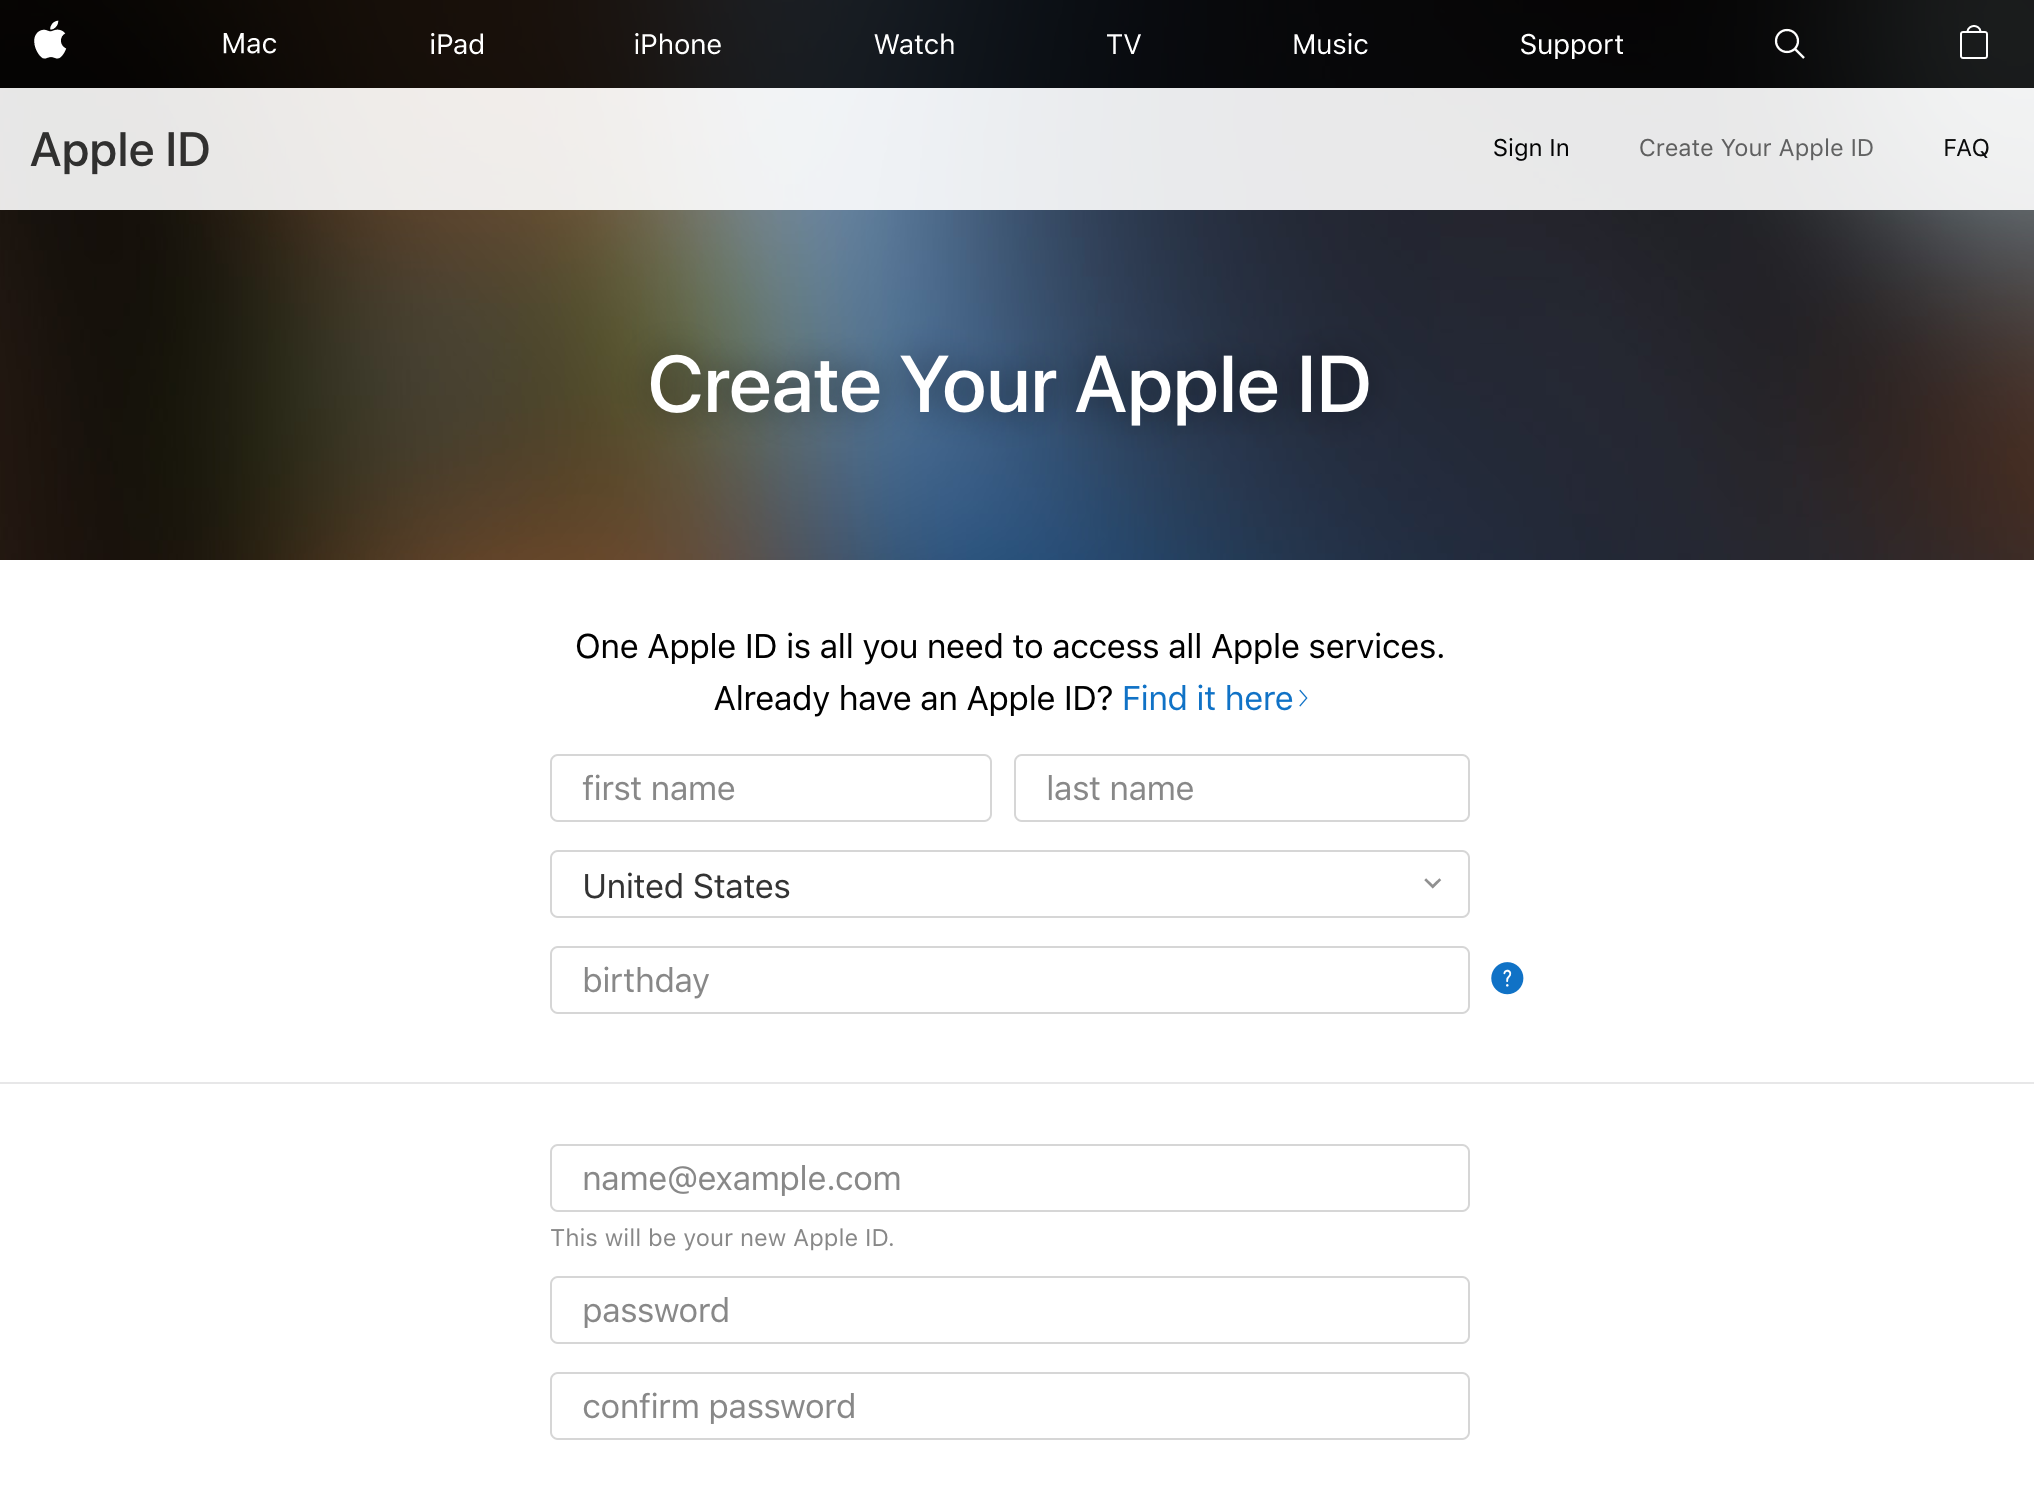 Mac iPad iPhone Watch TV Music Support
Apple ID
Sign In Create Your Apple ID FAQ
Create Your Apple ID
One Apple ID is all you need to access all Apple services.
Already have an Apple ID? Find it here
first name last name
United States
birthday
?
name@example.com
This will be your new Apple ID.
password
confirm password